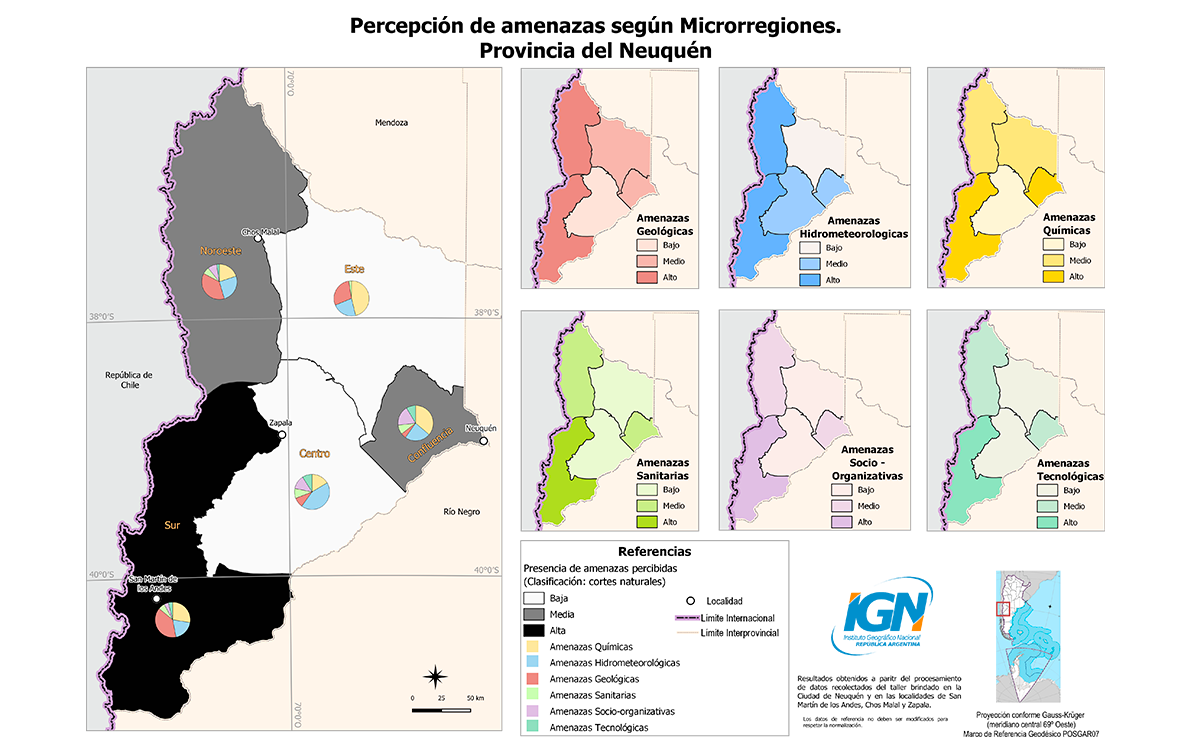 Percepción de amenazas según Microrregiones.
Provincia del Neuquén
70°0'0
Mendoza
Chos Malal
Noroeste
Este
38°0'S
38°0'S
República de
Chile
Zapala
Neuquén
Confluencia
Centro
Río Negro
Sur
40°0'S
40°0'S
San Martín de
los Andes
0 25 50 km
70°0'0
Amenazas
Geológicas
Bajo
Medio
Alto
Amenazas
Hidrometeorologicas
Bajo
Medio
Alto
Amenazas
Químicas
Bajo
Medio
Alto
Amenazas
Sanitarias
Bajo
Medio
Alto
Amenazas
Socio -
Organizativas
Bajo
Medio
Alto
Amenazas
Tecnológicas
Bajo
Medio
Alto
Referencias
Presencia de amenazas percibidas
(Clasificación: cortes naturales)
Baja
Media
Alta
Amenazas Químicas
Amenazas Hidrometeorológicas
Amenazas Geológicas
Amenazas Sanitarias
Amenazas Socio-organizativas
Amenazas Tecnológicas
Localidad
Límite Internacional
Límite Interprovincial
IGN
Instituto Geográfico Nacional
REPÚBLICA ARGENTINA
Resultados obtenidos a partir del procesamiento
de datos recolectados del taller brindado en la
Ciudad de Neuquén y en las localidades de San
Martín de los Andes, Chos Malal y Zapala.
Los datos de referencia no deben ser modificados para
respetar la normalización.
Proyección conforme Gauss-Krüger
(meridiano central 69º Oeste)
Marco de Referencia Geodésico POSGAR07